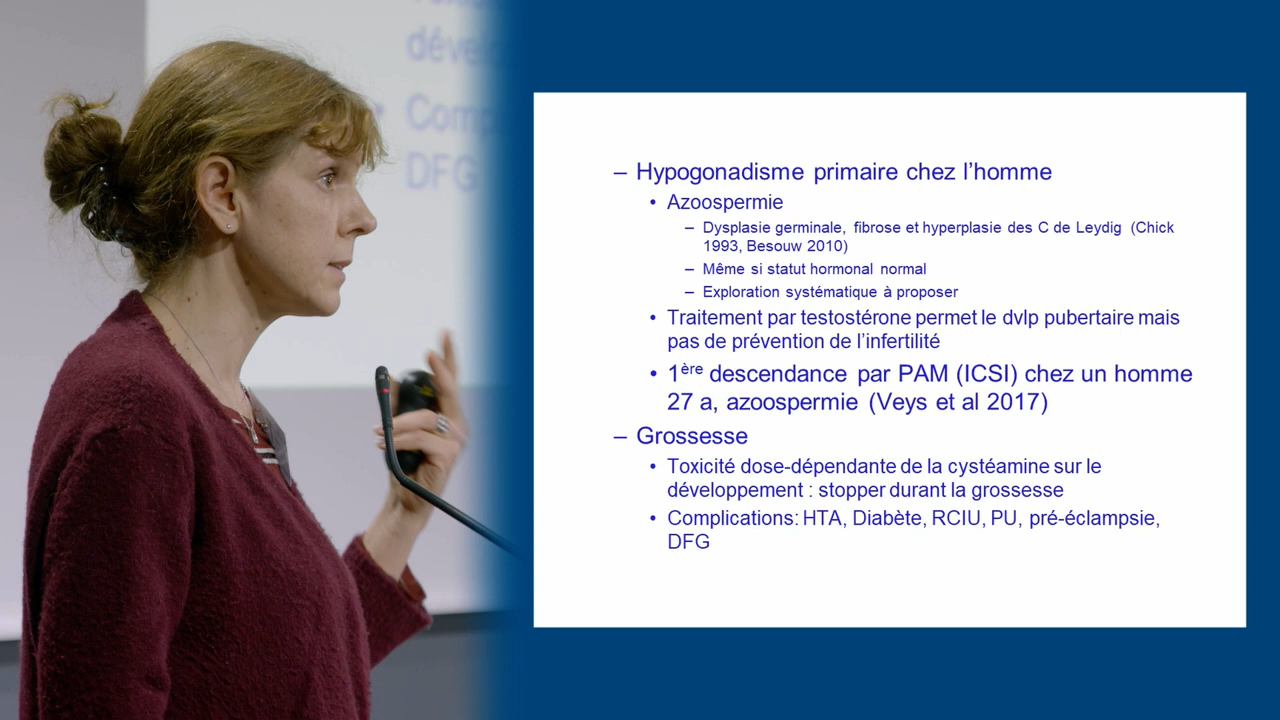 dével
Comp
DFG
– Hypogonadisme primaire chez l’homme
• Azoospermie
– Dysplasie germinale, fibrose et hyperplasie des C de Leydig (Chick
1993, Besouw 2010)
– Même si statut hormonal normal
– Exploration systématique à proposer
• Traitement par testostérone permet le dvlp pubertaire mais
pas de prévention de l’infertilité
• 1ère descendance par PAM (ICSI) chez un homme
27 a, azoospermie (Veys et al 2017)
– Grossesse
• Toxicité dose-dépendante de la cystéamine sur le
développement : stopper durant la grossesse
• Complications: HTA, Diabète, RCIU, PU, pré-éclampsie,
DFG